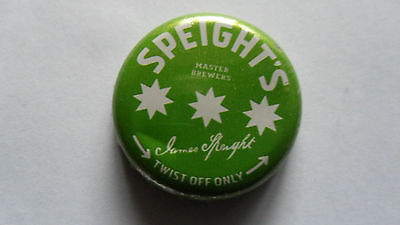 SPEIGHT'S
MASTER
BREWERS
James Speight
TWIST OFF ONLY